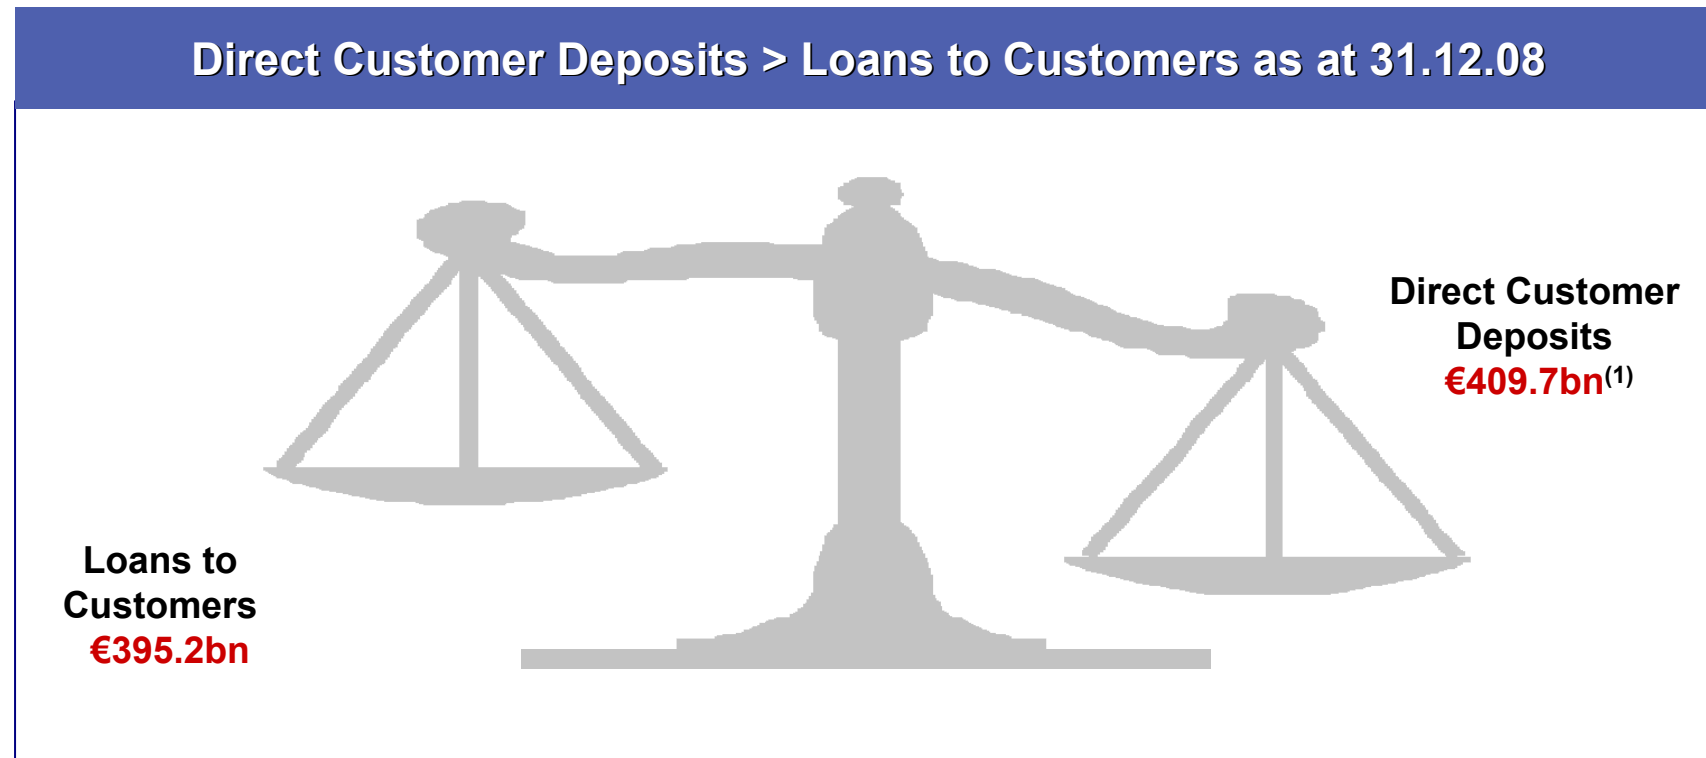 Direct Customer Deposits > Loans to Customers as at 31.12.08
Direct Customer
Deposits
€409.7bn(1)
Loans to
Customers
€395.2bn